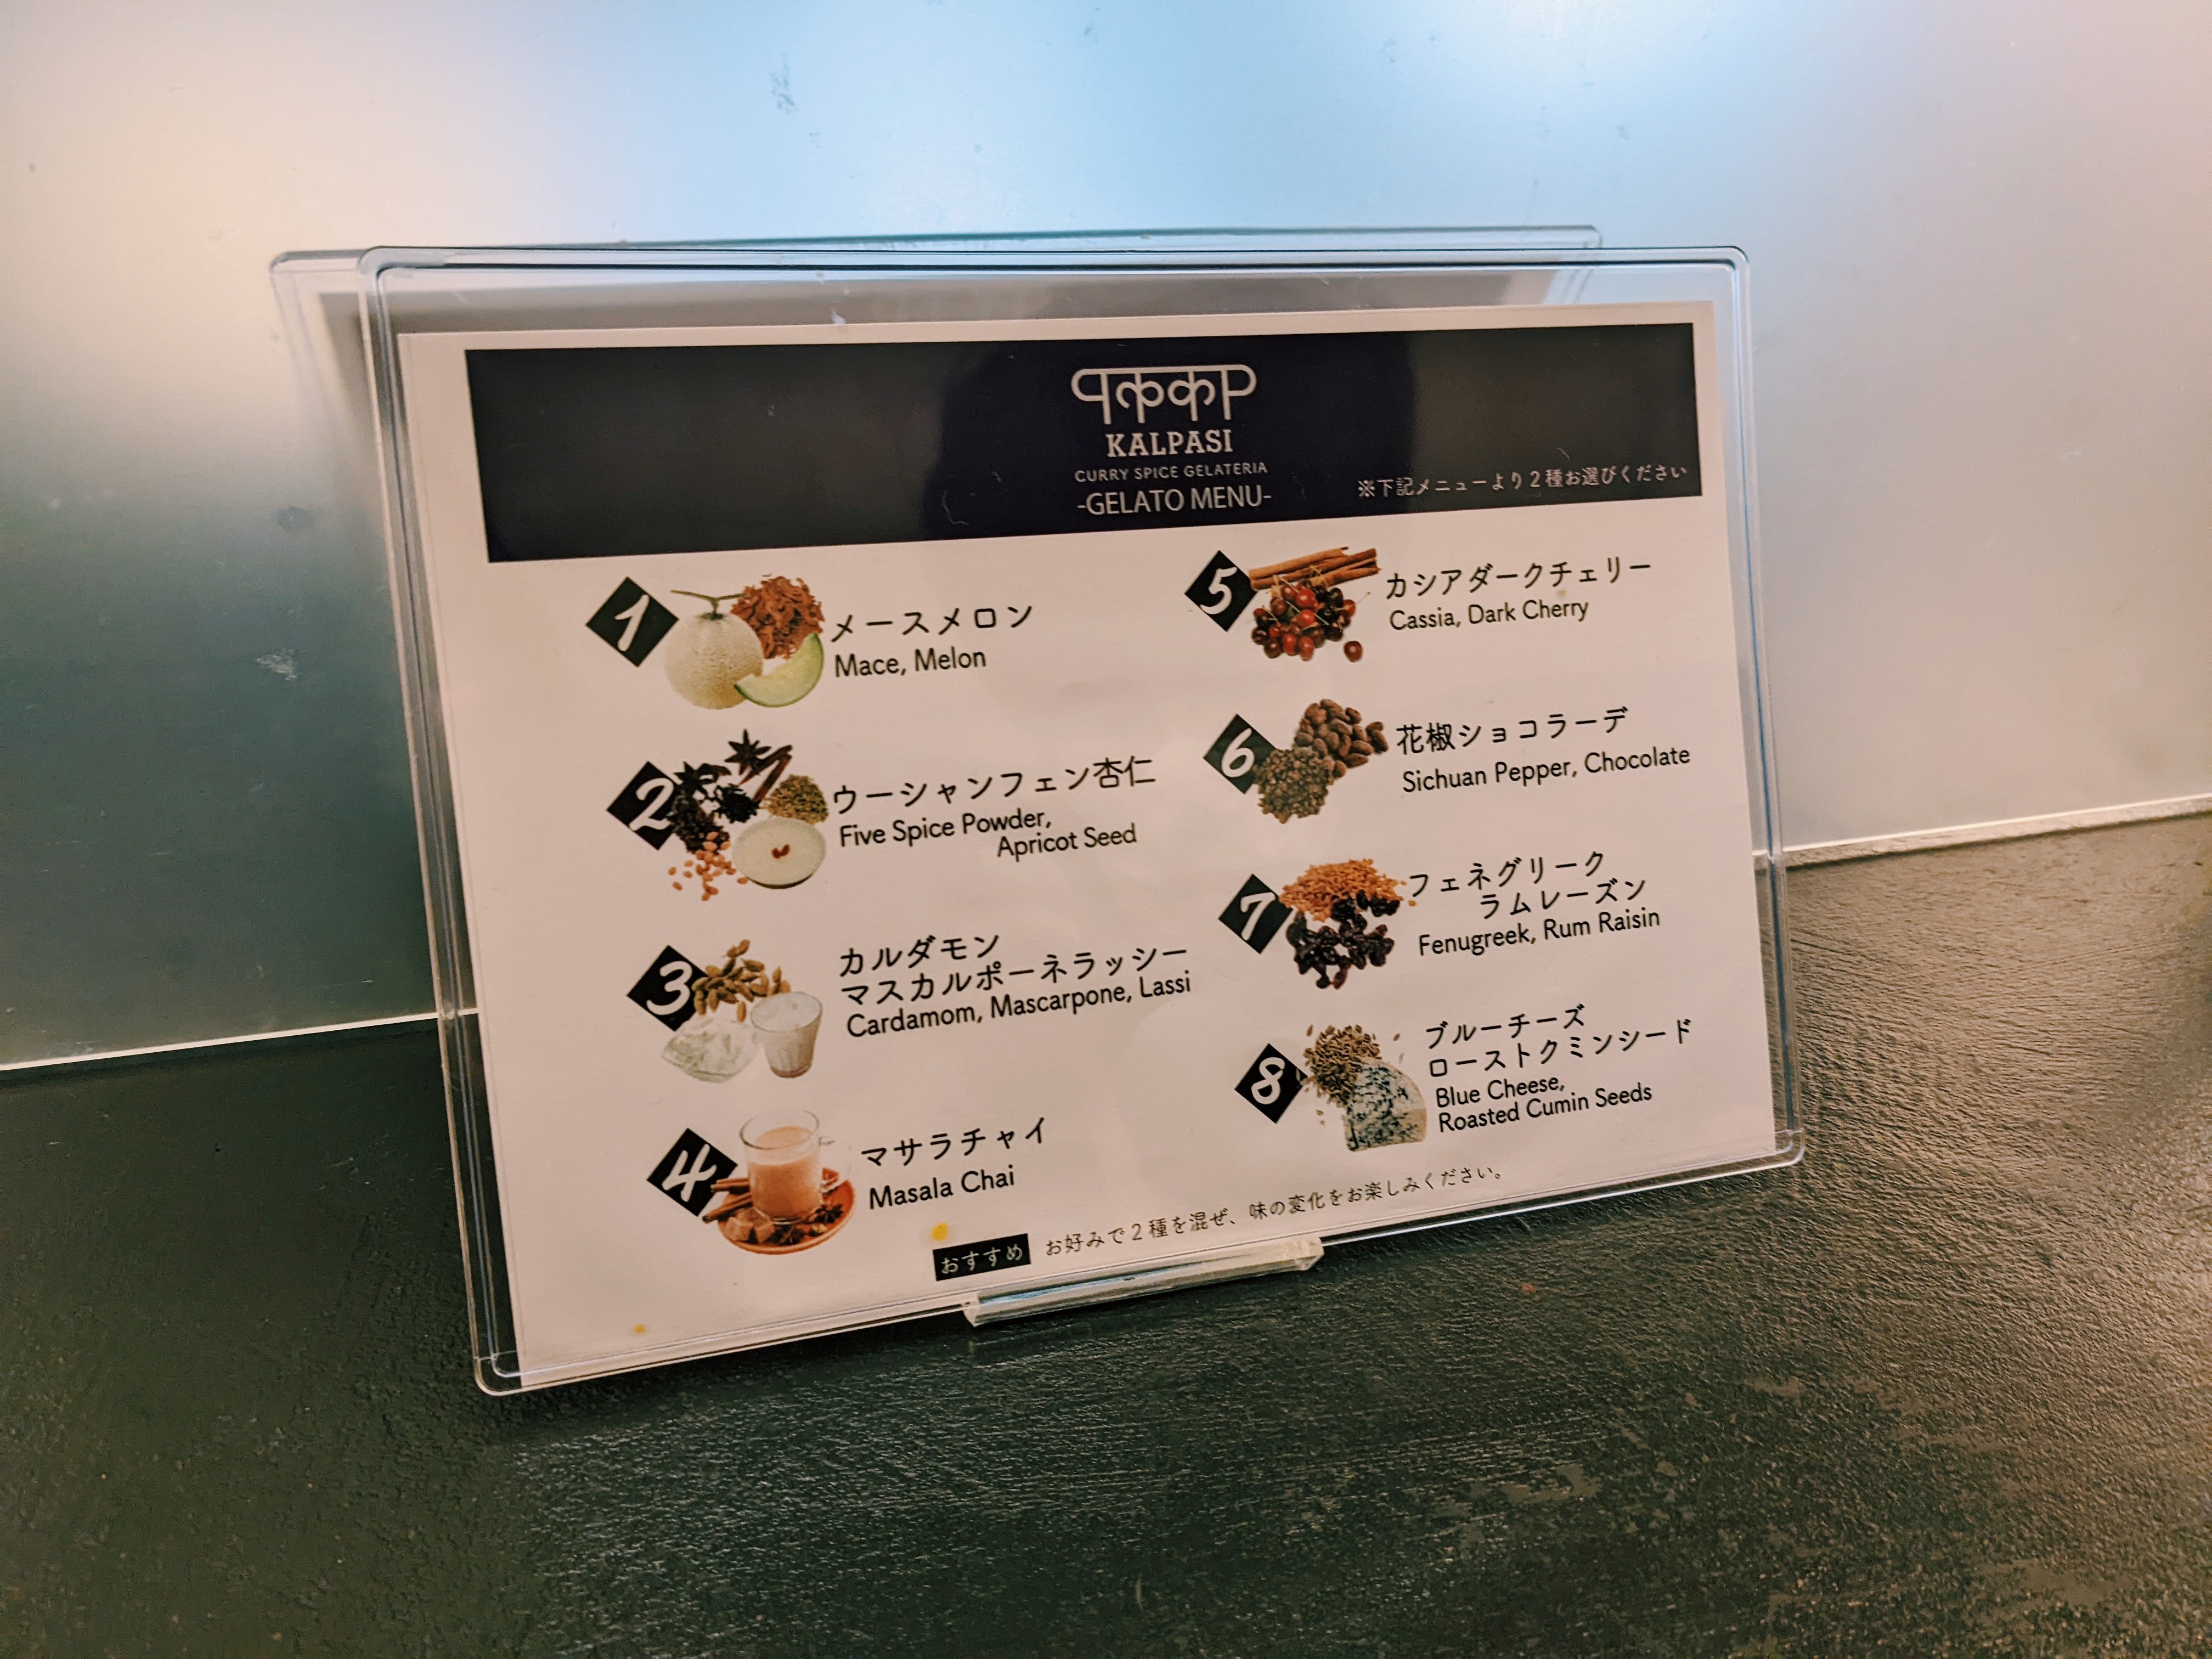 KALPASI
CURRY SPICE GELATERIA
-GELATO MENU-
※下記メニューより2種お選びください
1
メースメロン
Mace, Melon
2
ウーシャンフェン杏仁
Five Spice Powder,
Apricot Seed
3
カルダモン
マスカルポーネラッシー
Cardamom, Mascarpone, Lassi
4
マサラチャイ
Masala Chai
5
カシアダークチェリー
Cassia, Dark Cherry
6
花椒ショコラーデ
Sichuan Pepper, Chocolate
7
フェネグリーク
ラムレーズン
Fenugreek, Rum Raisin
8
ブルーチーズ
ローストクミンシード
Blue Cheese,
Roasted Cumin Seeds
おすすめ お好みで2種を混ぜ、味の変化をお楽しみください。